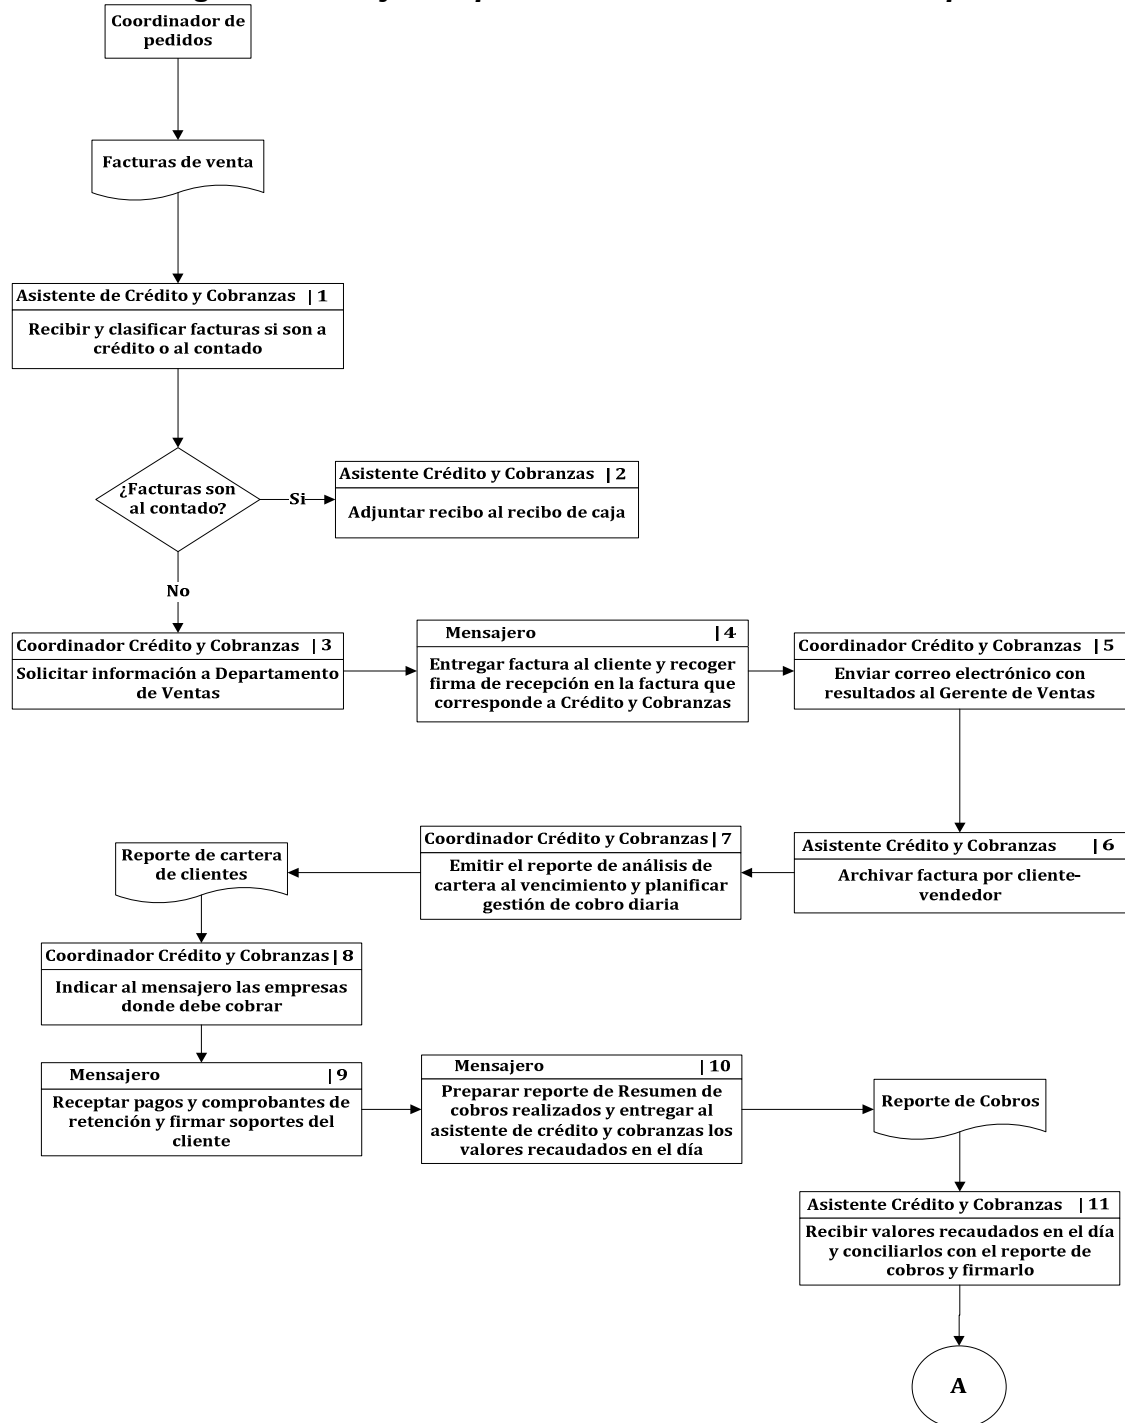 Coordinador de
pedidos
Facturas de venta
Asistente de Crédito y Cobranzas | 1
Recibir y clasificar facturas si son a
crédito o al contado
¿Facturas son
al contado?
Si
Asistente Crédito y Cobranzas | 2
Adjuntar recibo al recibo de caja
No
Coordinador Crédito y Cobranzas | 3
Solicitar información a Departamento
de Ventas
Mensajero | 4
Entregar factura al cliente y recoger
firma de recepción en la factura que
corresponde a Crédito y Cobranzas
Coordinador Crédito y Cobranzas | 5
Enviar correo electrónico con
resultados al Gerente de Ventas
Asistente Crédito y Cobranzas | 6
Archivar factura por cliente-
vendedor
Coordinador Crédito y Cobranzas | 7
Emitir el reporte de análisis de
cartera al vencimiento y planificar
gestión de cobro diaria
Reporte de cartera
de clientes
Coordinador Crédito y Cobranzas | 8
Indicar al mensajero las empresas
donde debe cobrar
Mensajero | 9
Receptar pagos y comprobantes de
retención y firmar soportes del
cliente
Mensajero | 10
Preparar reporte de Resumen de
cobros realizados y entregar al
asistente de crédito y cobranzas los
valores recaudados en el día
Reporte de Cobros
Asistente Crédito y Cobranzas | 11
Recibir valores recaudados en el día
y conciliarlos con el reporte de
cobros y firmarlo
A